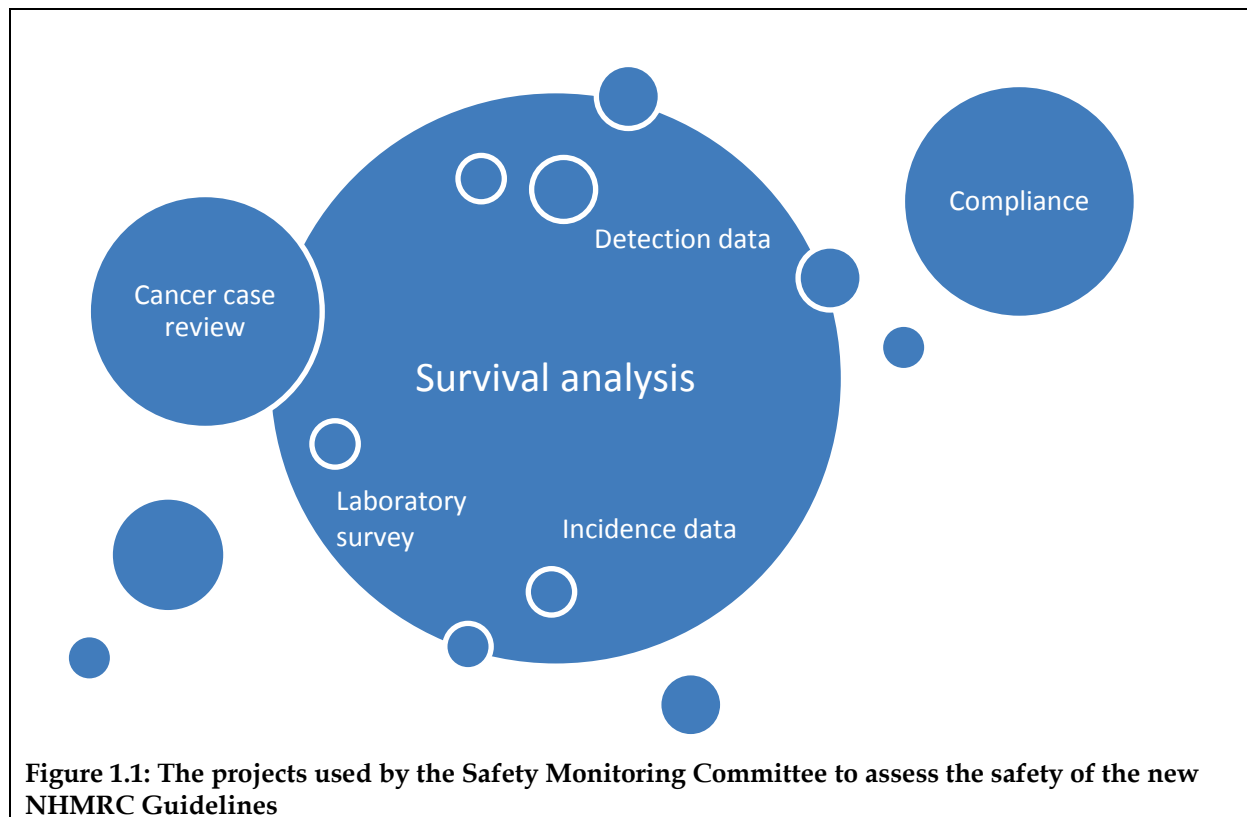 Compliance
Detection data
Cancer case
review
Survival analysis
Laboratory
survey
Incidence data
Figure 1.1: The projects used by the Safety Monitoring Committee to assess the safety of the new
NHMRC Guidelines